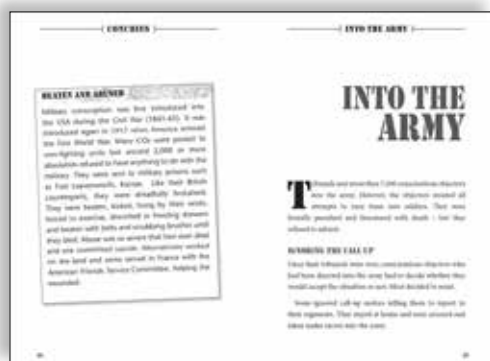 CONCHIES
BEATEN AND ABUSED
Military conscription was first introduced into
the USA during the Civil War (1861-65). It was
introduced again in 1917 when America entered
the First World War. Many COs were posted to
non-fighting units but around 2,000 or more
absolutists refused to have anything to do with the
military. They were sent to military prisons such
as Fort Leavenworth, Kansas. Like their British
counterparts, they were dreadfully
They were beaten, kicked, hung by their wrists,
forced to exercise, drenched in freezing showers
and beaten with belts and scrubbing brushes until
they bled. Abuse was so severe that two men died
and one committed suicide. Alternativists worked
on the land and some served in France with the
American Friends Service Committee, helping the
wounded.
INTO THE ARMY
INTO THE
ARMY
Tribunals sent more than 7,000 conscientious objectors
into the army. However, the objectors resisted all
attempts to turn them into soldiers. They were
brutally punished and threatened with death – but they
refused to submit.
IGNORING THE CALL UP
Once their tribunals were over, conscientious objectors who
had been directed into the army had to decide whether they
would accept the situation or not. Most decided to resist.
Some ignored call-up notices telling them to report to
their regiments. They stayed at home and were arrested and
taken under escort into the army.